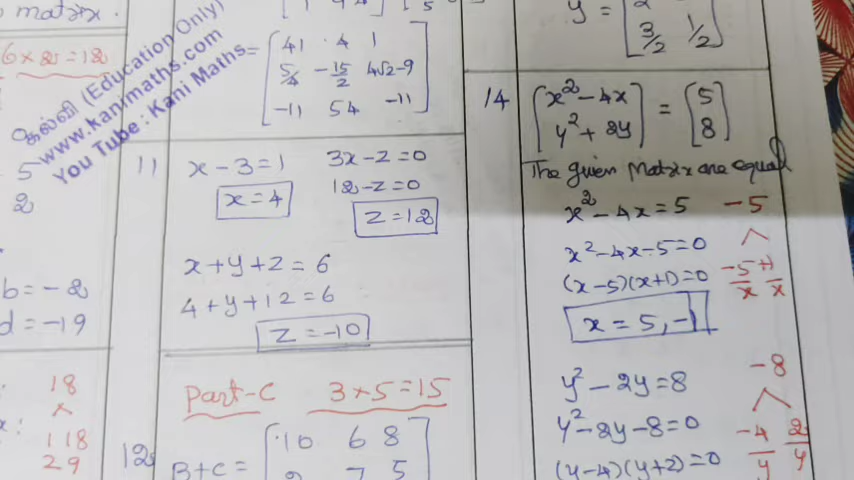 matrix.
6×2=12
கல்வி (Education Only)
www.kanimaths.com
You Tube: Kani Maths
5
2
b=-2
d=-19
18
118
29
= [41 4 1
5/4 -15/2 4√2-9
-11 54 -11]
11 x-3=1 3x-z=0
x=4 12-z=0
z=12
x+y+z=6
4+y+12=6
z=-10
Part-C 3×5=15
12 B+C = [10 6 8
7 5
y = [
3/2 1/2]
14 [x²-4x
y²+2y] = [5
8]
The given Matrix are equal
x²-4x=5 -5
x²-4x-5=0
(x-5)(x+1)=0 -5/x +1/x
x=5,-1
y²-2y=8 -8
y²-2y-8=0
(y-4)(y+2)=0 -4/y 2/y